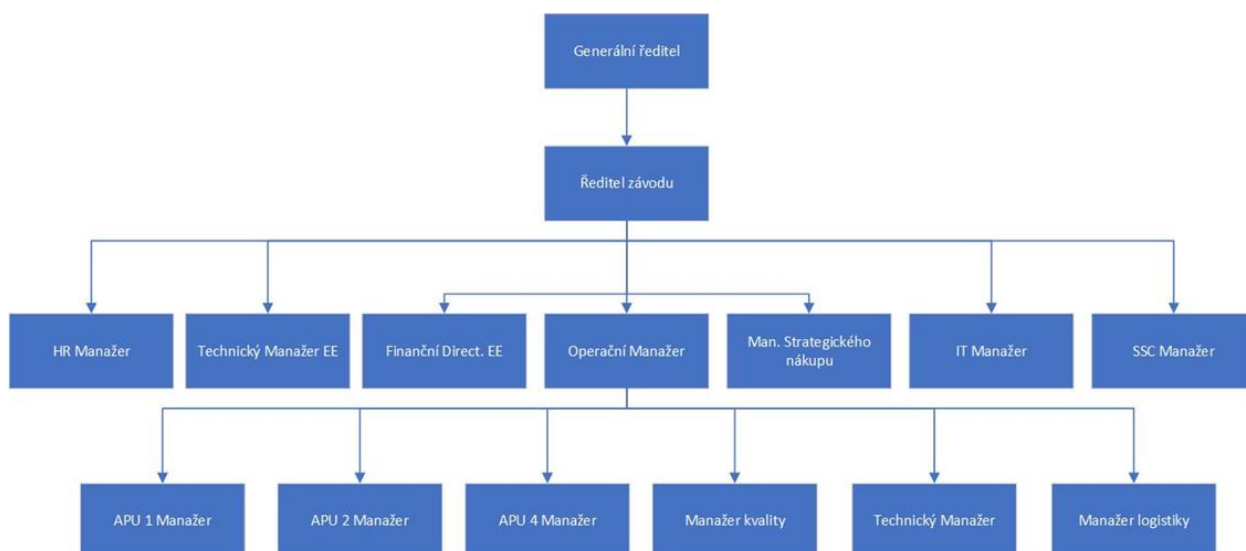 Generální ředitel
Ředitel závodu
HR Manažer
Technický Manažer EE
Finanční Direct. EE
Operační Manažer
Man. Strategického
nákupu
IT Manažer
SSC Manažer
APU 1 Manažer
APU 2 Manažer
APU 4 Manažer
Manažer kvality
Technický Manažer
Manažer logistiky